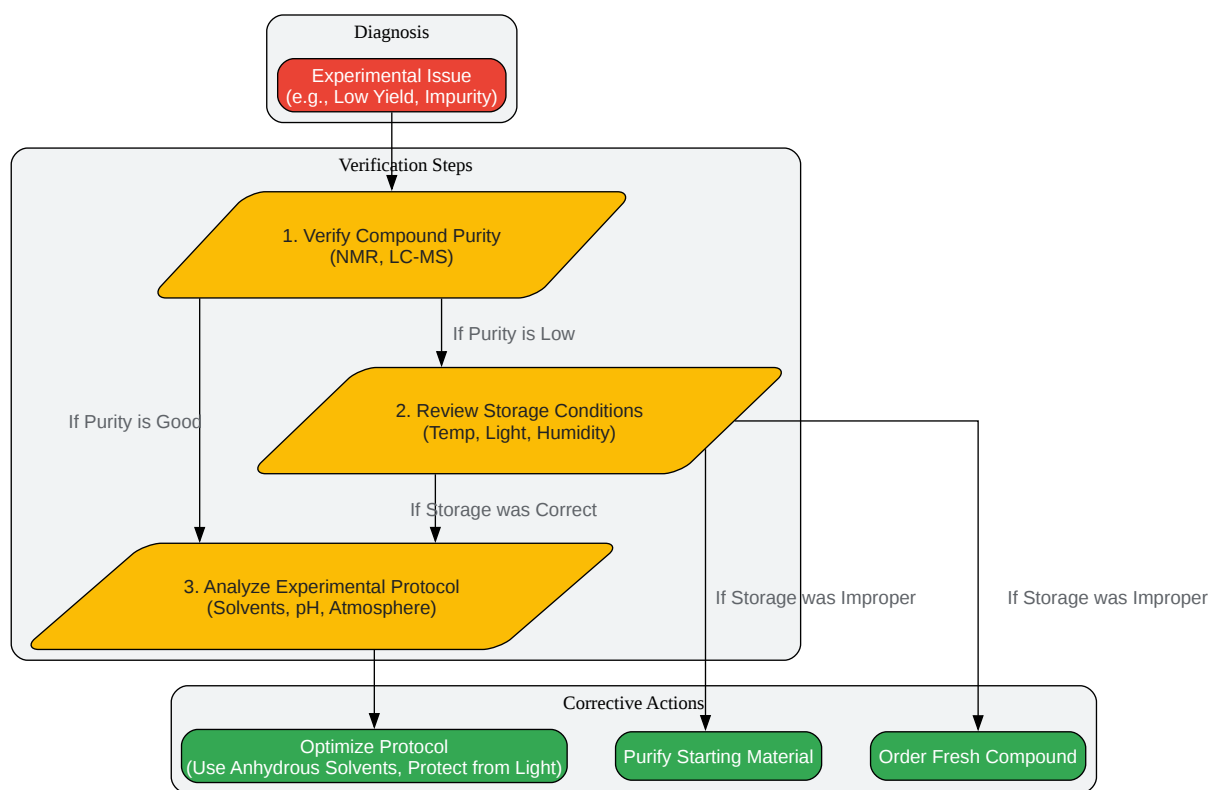 Diagnosis
Experimental Issue
(e.g., Low Yield, Impurity)
Verification Steps
1. Verify Compound Purity
(NMR, LC-MS)
If Purity is Low
2. Review Storage Conditions
(Temp, Light, Humidity)
If Purity is Good
If Storage was Correct
3. Analyze Experimental Protocol
(Solvents, pH, Atmosphere)
If Storage was Improper
If Storage was Improper
Corrective Actions
Optimize Protocol
(Use Anhydrous Solvents, Protect from Light)
Purify Starting Material
Order Fresh Compound